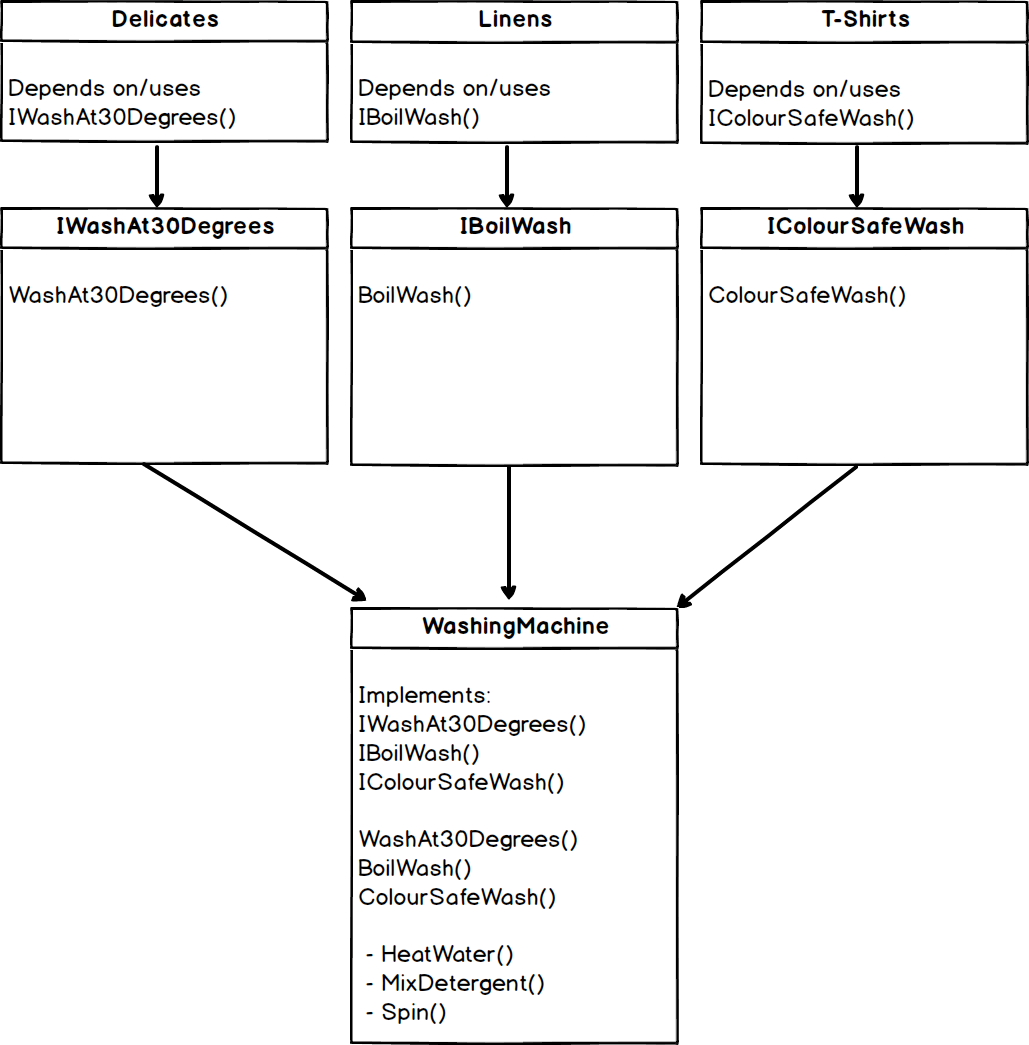 Delicates
Depends on/uses
IWashAt30Degrees()
Linens
Depends on/uses
IBoilWash()
T-Shirts
Depends on/uses
IColourSafeWash()
IWashAt30Degrees
WashAt30Degrees()
IBoilWash
BoilWash()
IColourSafeWash
ColourSafeWash()
WashingMachine
Implements:
IWashAt30Degrees()
IBoilWash()
IColourSafeWash()
WashAt30Degrees()
BoilWash()
ColourSafeWash()
- HeatWater()
- MixDetergent()
- Spin()